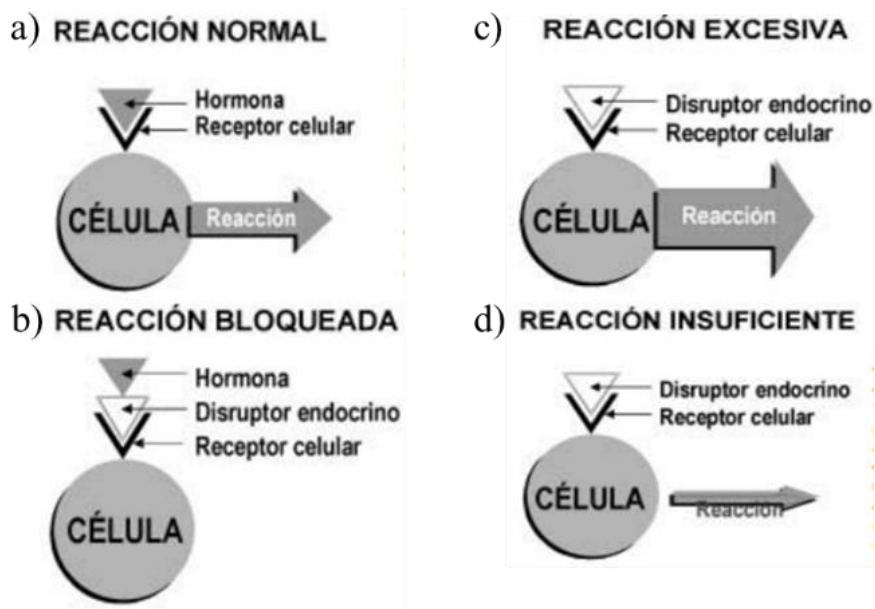 a) REACCIÓN NORMAL
Hormona
Receptor celular
CÉLULA
Reacción
b) REACCIÓN BLOQUEADA
Hormona
Disruptor endocrino
Receptor celular
CÉLULA
c) REACCIÓN EXCESIVA
Disruptor endocrino
Receptor celular
CÉLULA
Reacción
d) REACCIÓN INSUFICIENTE
Disruptor endocrino
Receptor celular
CÉLULA
Reacción